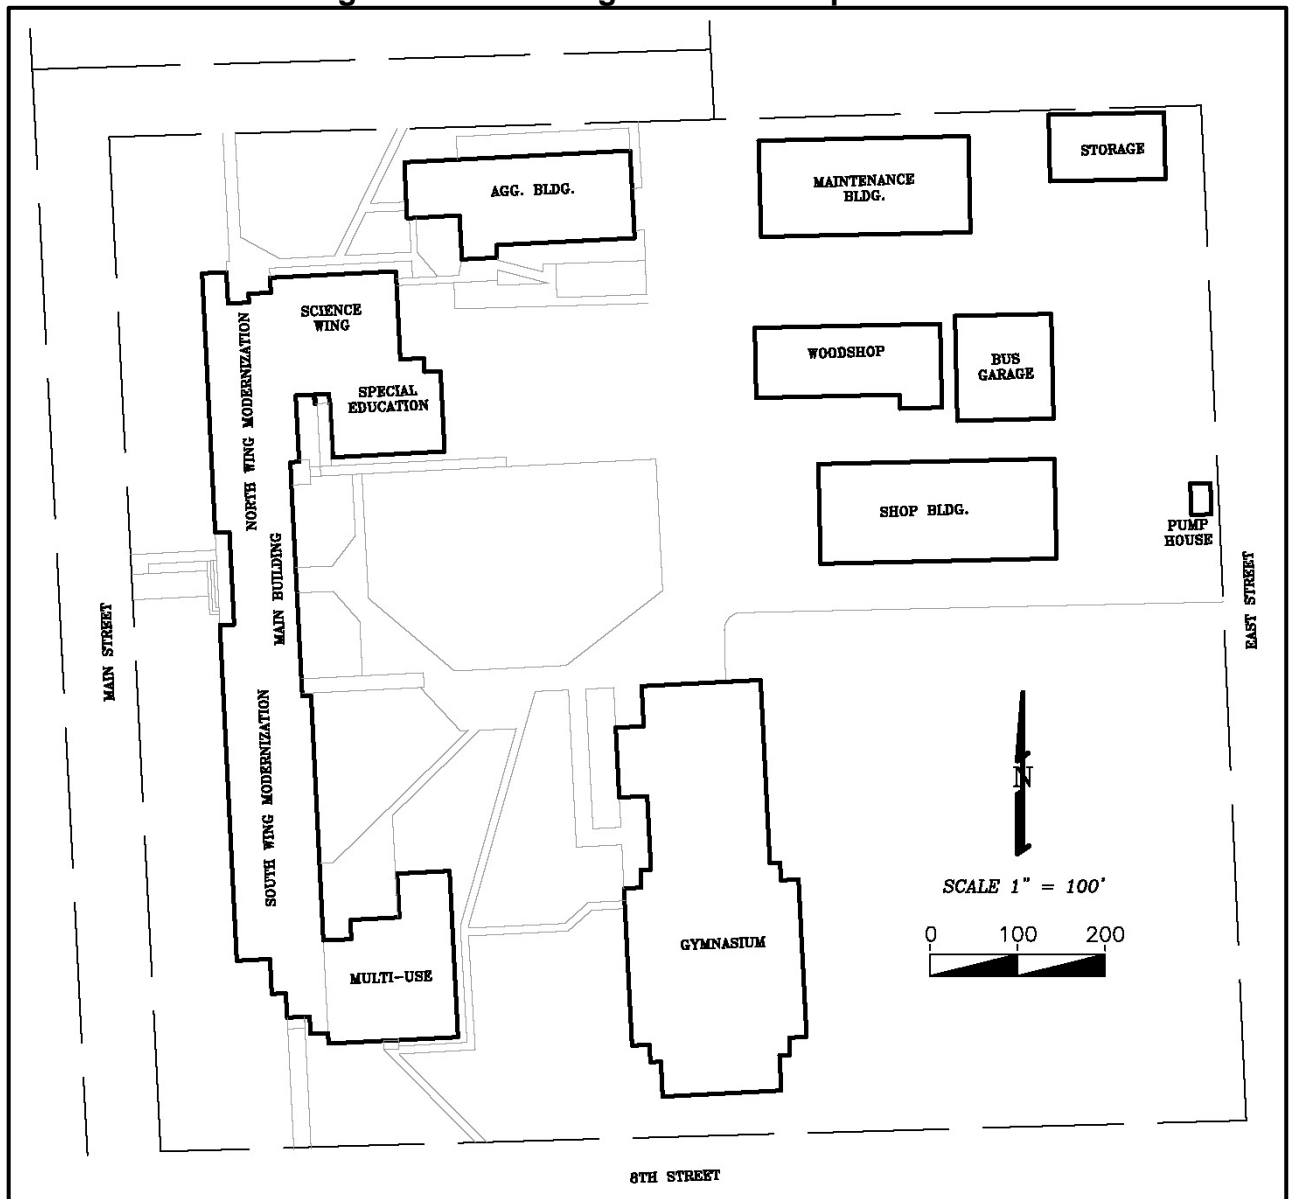 STORAGE
MAINTENANCE
BLDG.
AGG. BLDG.
SCIENCE
WING
WOODSHOP
BUS
GARAGE
SPECIAL
EDUCATION
NORTH WING MODERNIZATION
SHOP BLDG.
PUMP
HOUSE
MAIN BUILDING
EAST STREET
MAIN STREET
SOUTH WING MODERNIZATION
N
SCALE 1" = 100'
0 100 200
GYMNASIUM
MULTI-USE
8TH STREET